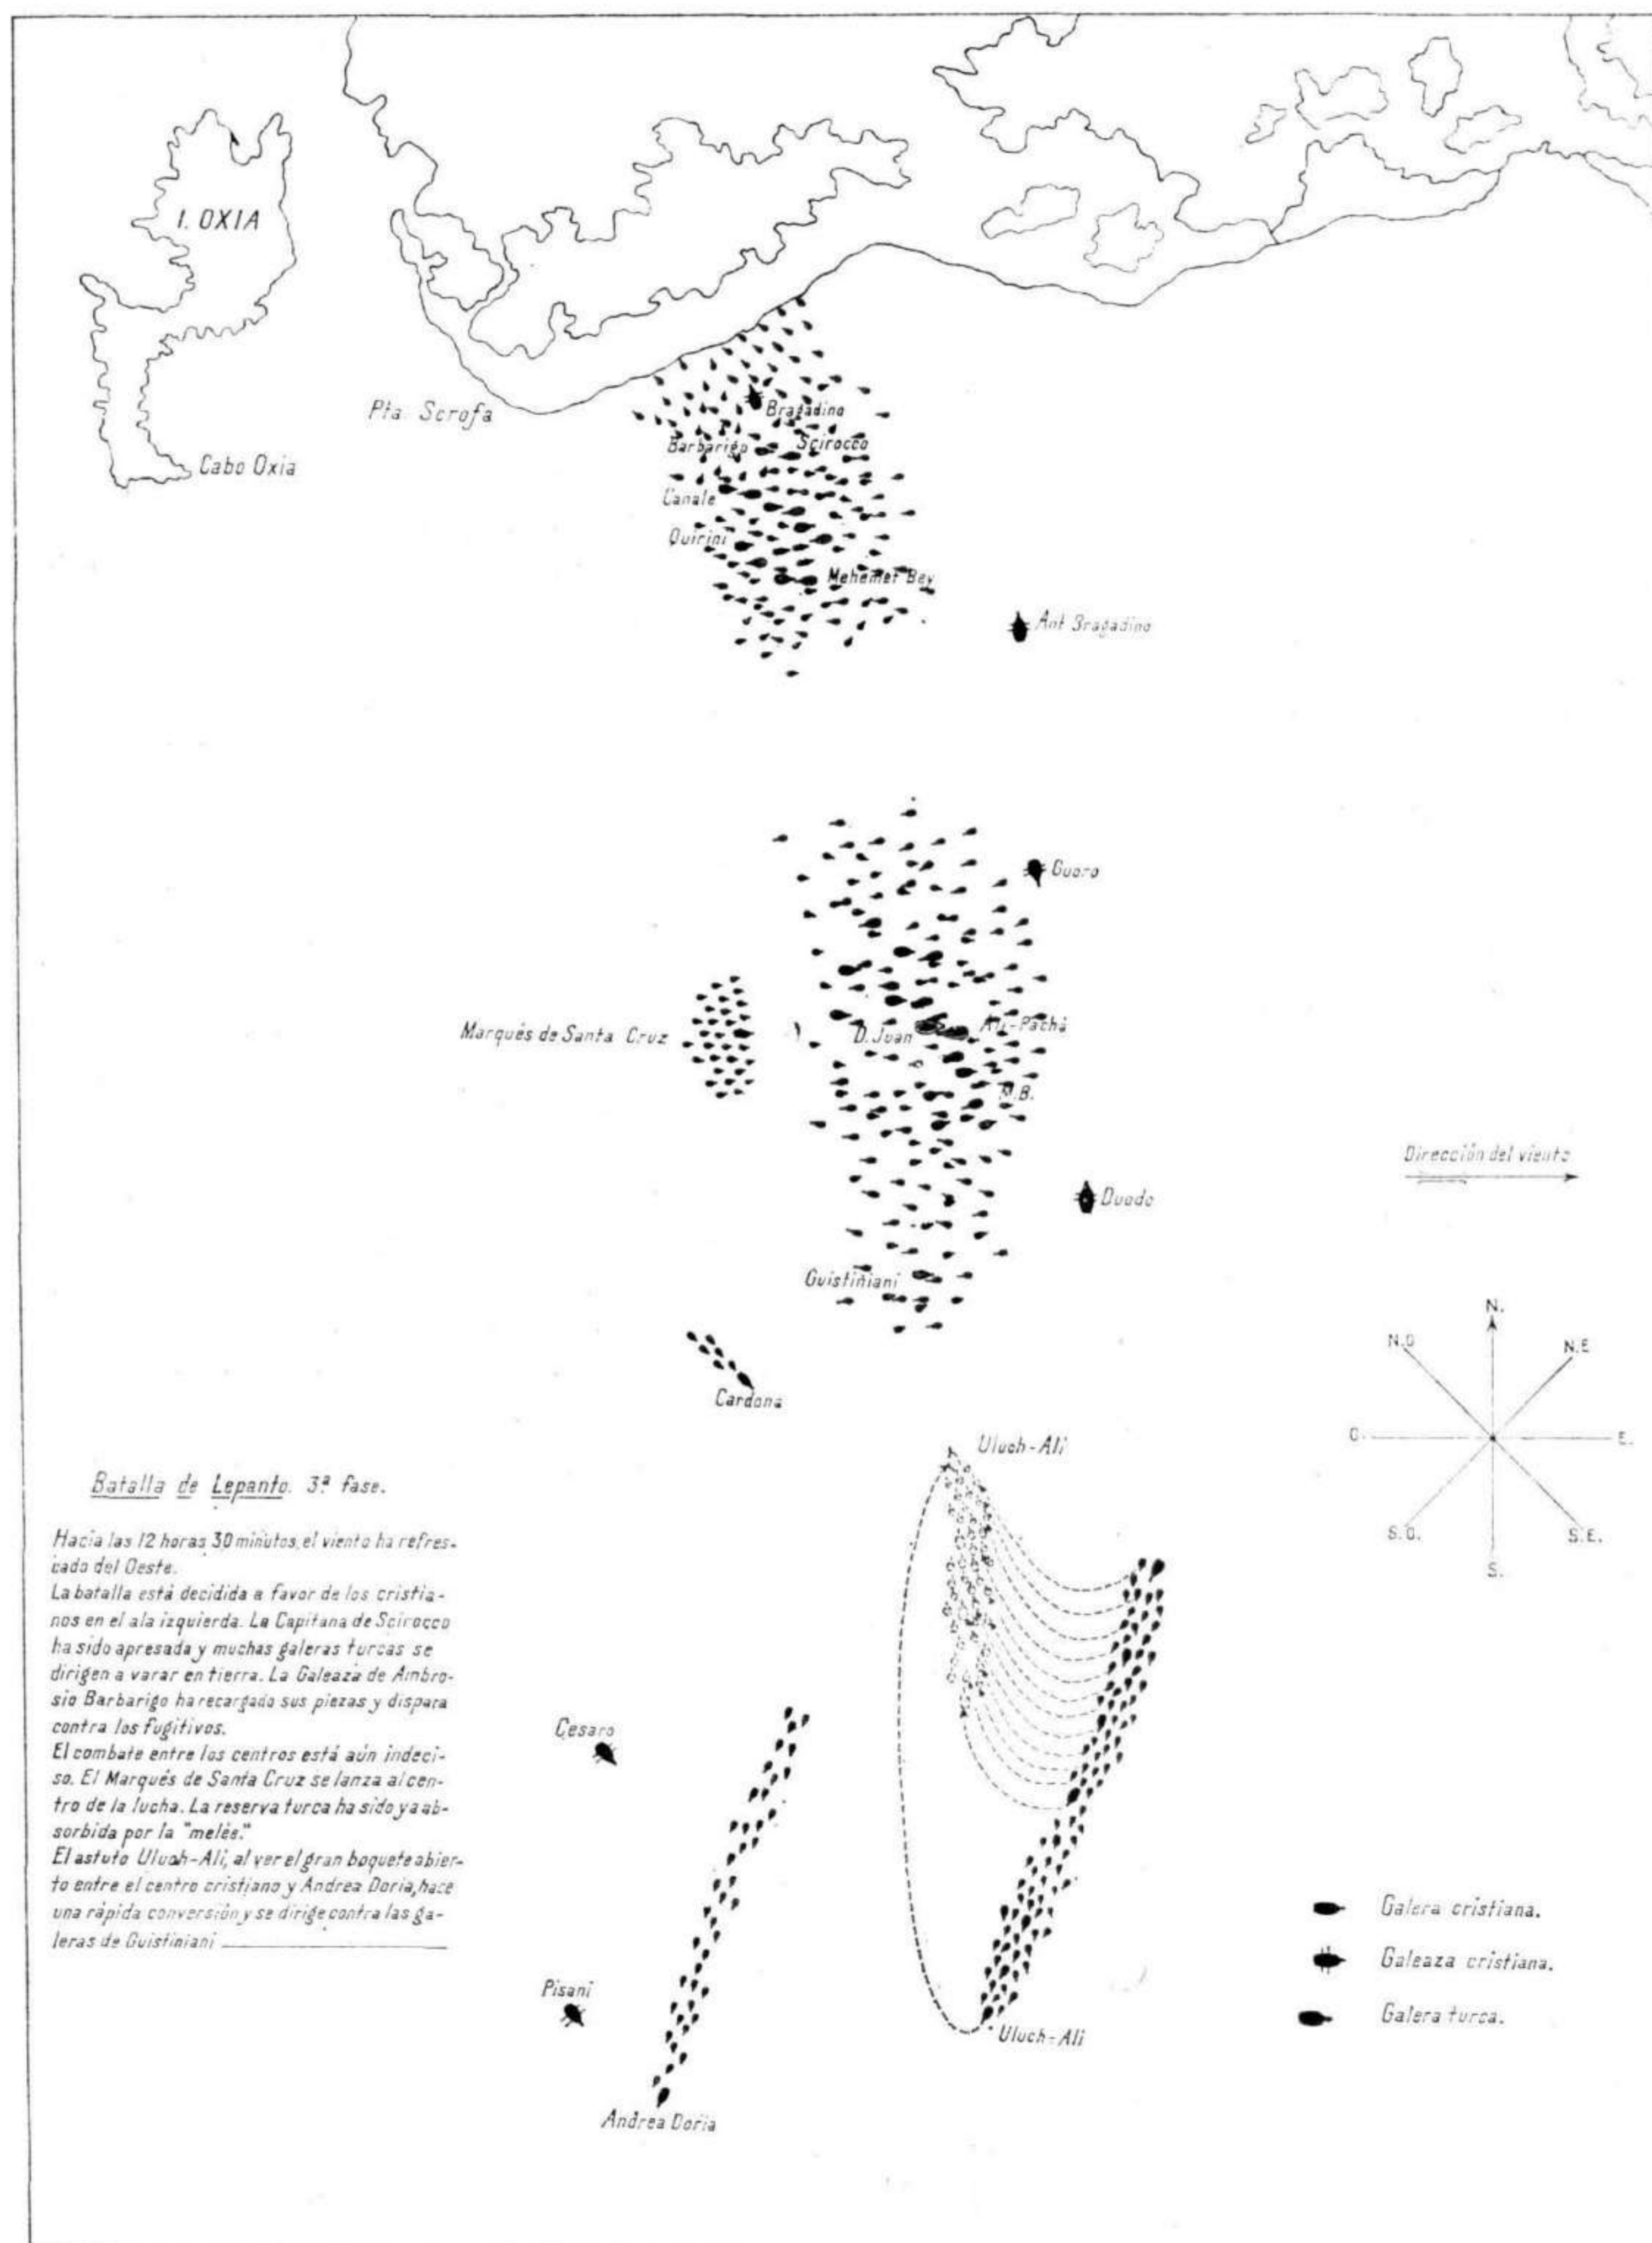 I. OXIA
Pta Scrofa
Cabo Oxia
Bragadino
Barbarigo
Scirocco
Canale
Quirini
Mehemet Bey
Ant Bragadino
Guoro
Marqués de Santa Cruz
D. Juan
Ali-Pachá
M.B.
Dirección del viento
Duodo
Guistiniani
N.
N.O
N.E
O.
E.
S.O.
S.E.
S.
Cardona
Uluch-Ali
Batalla de Lepanto. 3ª fase.
Hacia las 12 horas 30 minutos, el viento ha refres-
cado del Oeste.
La batalla está decidida a favor de los cristia-
nos en el ala izquierda. La Capitana de Scirocco
ha sido apresada y muchas galeras turcas se
dirigen a varar en tierra. La Galeaza de Ambro-
sio Barbarigo ha recargado sus piezas y dispara
contra los fugitivos.
El combate entre los centros está aún indeci-
so. El Marqués de Santa Cruz se lanza al cen-
tro de la lucha. La reserva turca ha sido ya ab-
sorbida por la "melée."
El astuto Uluch-Ali, al ver el gran boquete abier-
to entre el centro cristiano y Andrea Doria, hace
una rápida conversión y se dirige contra las ga-
leras de Guistiniani
Cesaro
Pisani
Andrea Doria
Uluch-Ali
Galera cristiana.
Galeaza cristiana.
Galera turca.